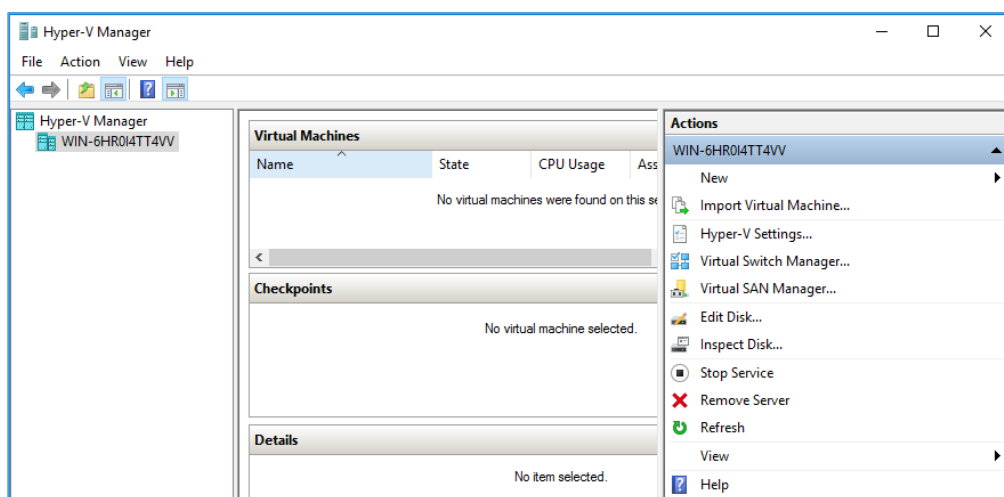 Hyper-V Manager
File Action View Help
Hyper-V Manager
WIN-6HR0I4TT4VV
Virtual Machines
Name State CPU Usage Ass
No virtual machines were found on this se
Checkpoints
No virtual machine selected.
Details
No item selected.
Actions
WIN-6HR0I4TT4VV
New
Import Virtual Machine...
Hyper-V Settings...
Virtual Switch Manager...
Virtual SAN Manager...
Edit Disk...
Inspect Disk...
Stop Service
Remove Server
Refresh
View
Help